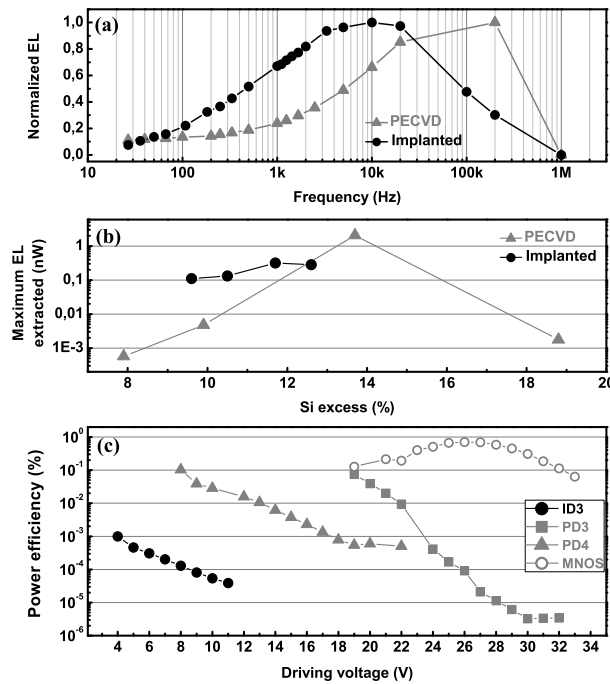 (a)
Normalized EL
1,0
0,8
0,6
0,4
0,2
0,0
PECVD
Implanted
10 100 1k 10k 100k 1M
Frequency (Hz)
(b)
Maximum EL
extracted (nW)
1
0,1
0,01
1E-3
PECVD
Implanted
8 10 12 14 16 18 20
Si excess (%)
(c)
Power efficiency (%)
10^0
10^-1
10^-2
10^-3
10^-4
10^-5
10^-6
ID3
PD3
PD4
MNOS
4 6 8 10 12 14 16 18 20 22 24 26 28 30 32 34
Driving voltage (V)